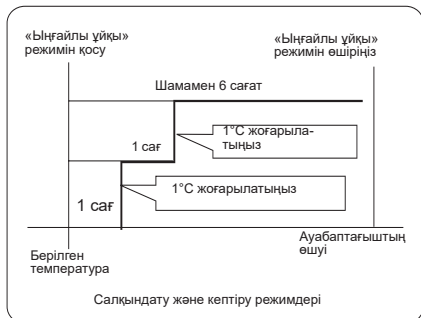 «Ыңғайлы ұйқы»
режимін қосу
«Ыңғайлы ұйқы»
режимін өшіріңіз
Шамамен 6 сағат
1 сағ
1°C жоғарыла-
тыңыз
1 сағ
1°C жоғарылатыңыз
Берілген
температура
Ауабаптағыштың
өшуі
Салқындату және кептіру режимдері